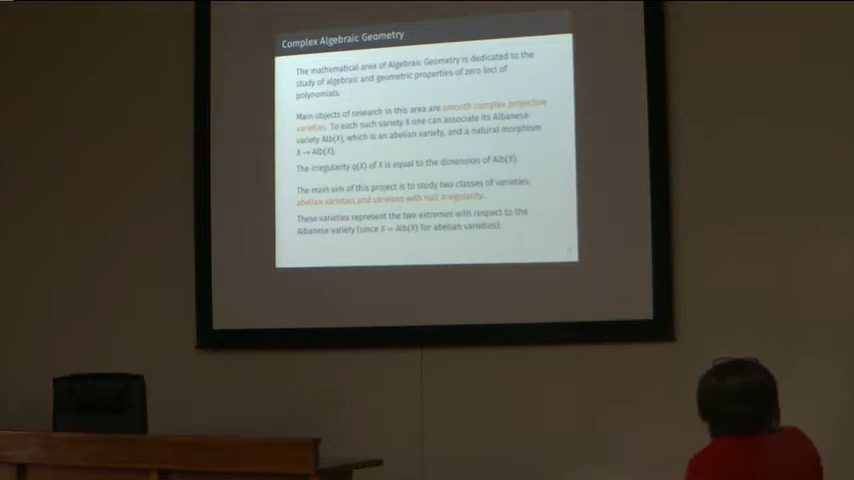 Complex Algebraic Geometry
The mathematical area of Algebraic Geometry is dedicated to the
study of algebraic and geometric properties of zero loci of
polynomials.
Main objects of research in this area are smooth complex projective
varieties. To each such variety X one can associate its Albanese
variety Alb(X), which is an abelian variety, and a natural morphism
X → Alb(X).
The irregularity q(X) of X is equal to the dimension of Alb(X).
The main aim of this project is to study two classes of varieties:
abelian varieties and varieties with null irregularity.
These varieties represent the two extremes with respect to the
Albanese variety (since X = Alb(X) for abelian varieties).